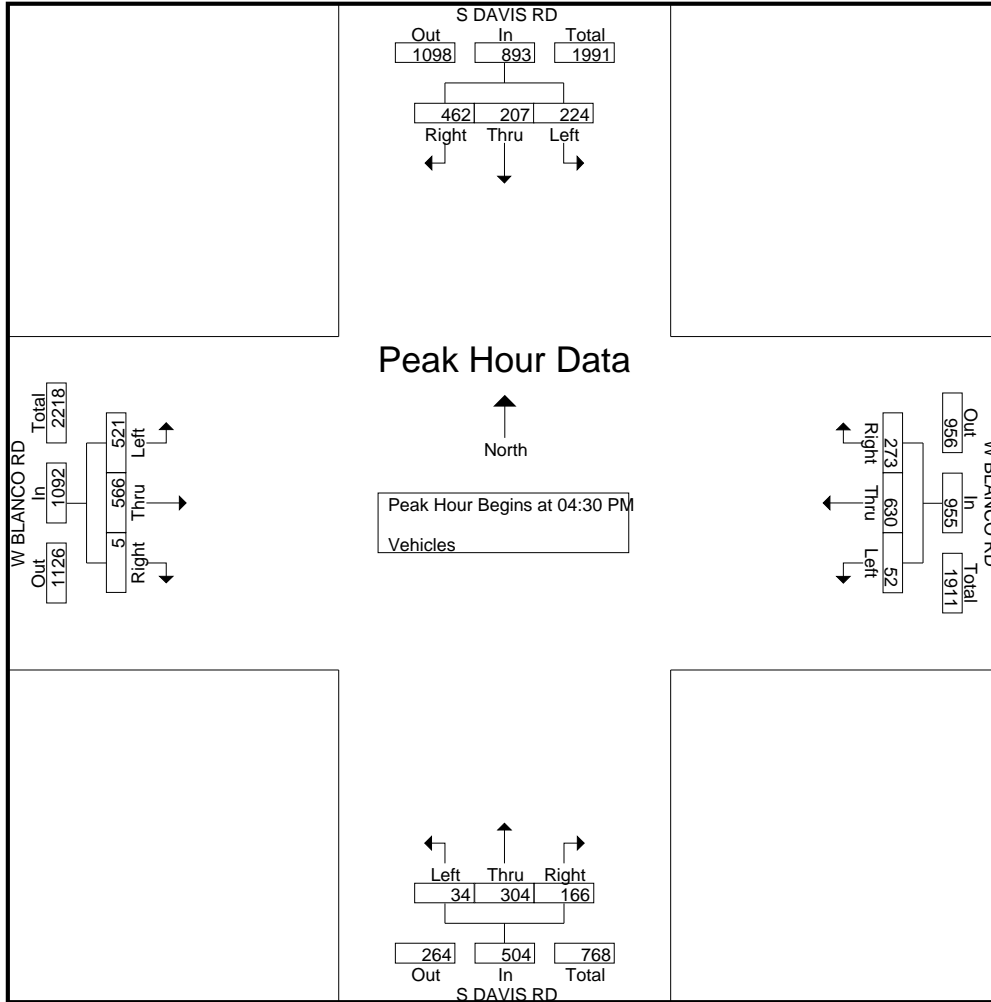 S DAVIS RD
Out In Total
1098 893 1991
462 207 224
Right Thru Left
Peak Hour Data
North
Peak Hour Begins at 04:30 PM
Vehicles
W BLANCO RD
Out In Total
1126 1092 2218
5 566 521
Right Thru Left
W BLANCO RD
Out In Total
956 955 1911
273 630 52
Right Thru Left
Left Thru Right
34 304 166
264 504 768
Out In Total
S DAVIS RD